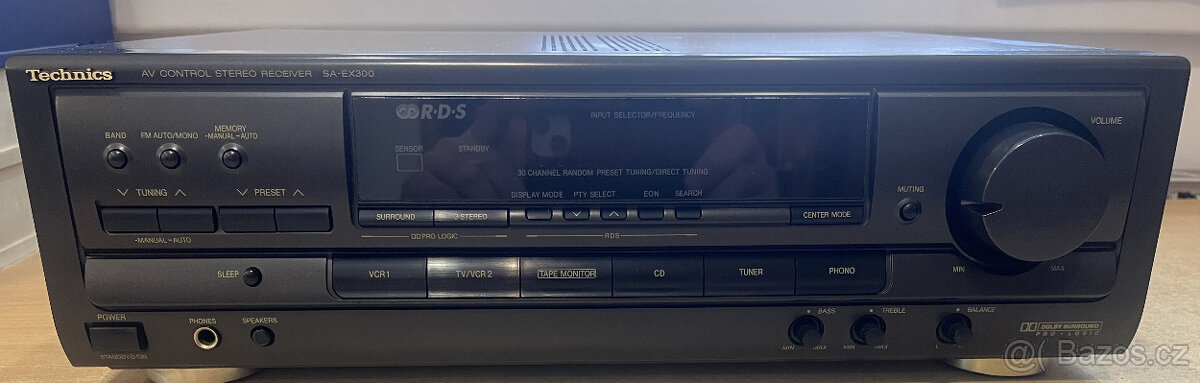 Technics AV CONTROL STEREO RECEIVER SA-EX300
R·D·S
INPUT SELECTOR/FREQUENCY
VOLUME
BAND FM AUTO/MONO MEMORY
-MANUAL-AUTO
SENSOR STANDBY
30 CHANNEL RANDOM PRESET TUNING/DIRECT TUNING
TUNING PRESET
DISPLAY MODE PTY SELECT EON SEARCH
MUTING
SURROUND 3 STEREO CENTER MODE
PRO LOGIC RDS
-MANUAL-AUTO
MIN MAX
SLEEP
VCR 1 TV/VCR 2 TAPE MONITOR CD TUNER PHONO
POWER
PHONES SPEAKERS
BASS TREBLE BALANCE
STANDBY/ON
MIN MAX MIN MAX
DOLBY SURROUND
PRO·LOGIC
Bazos.cz